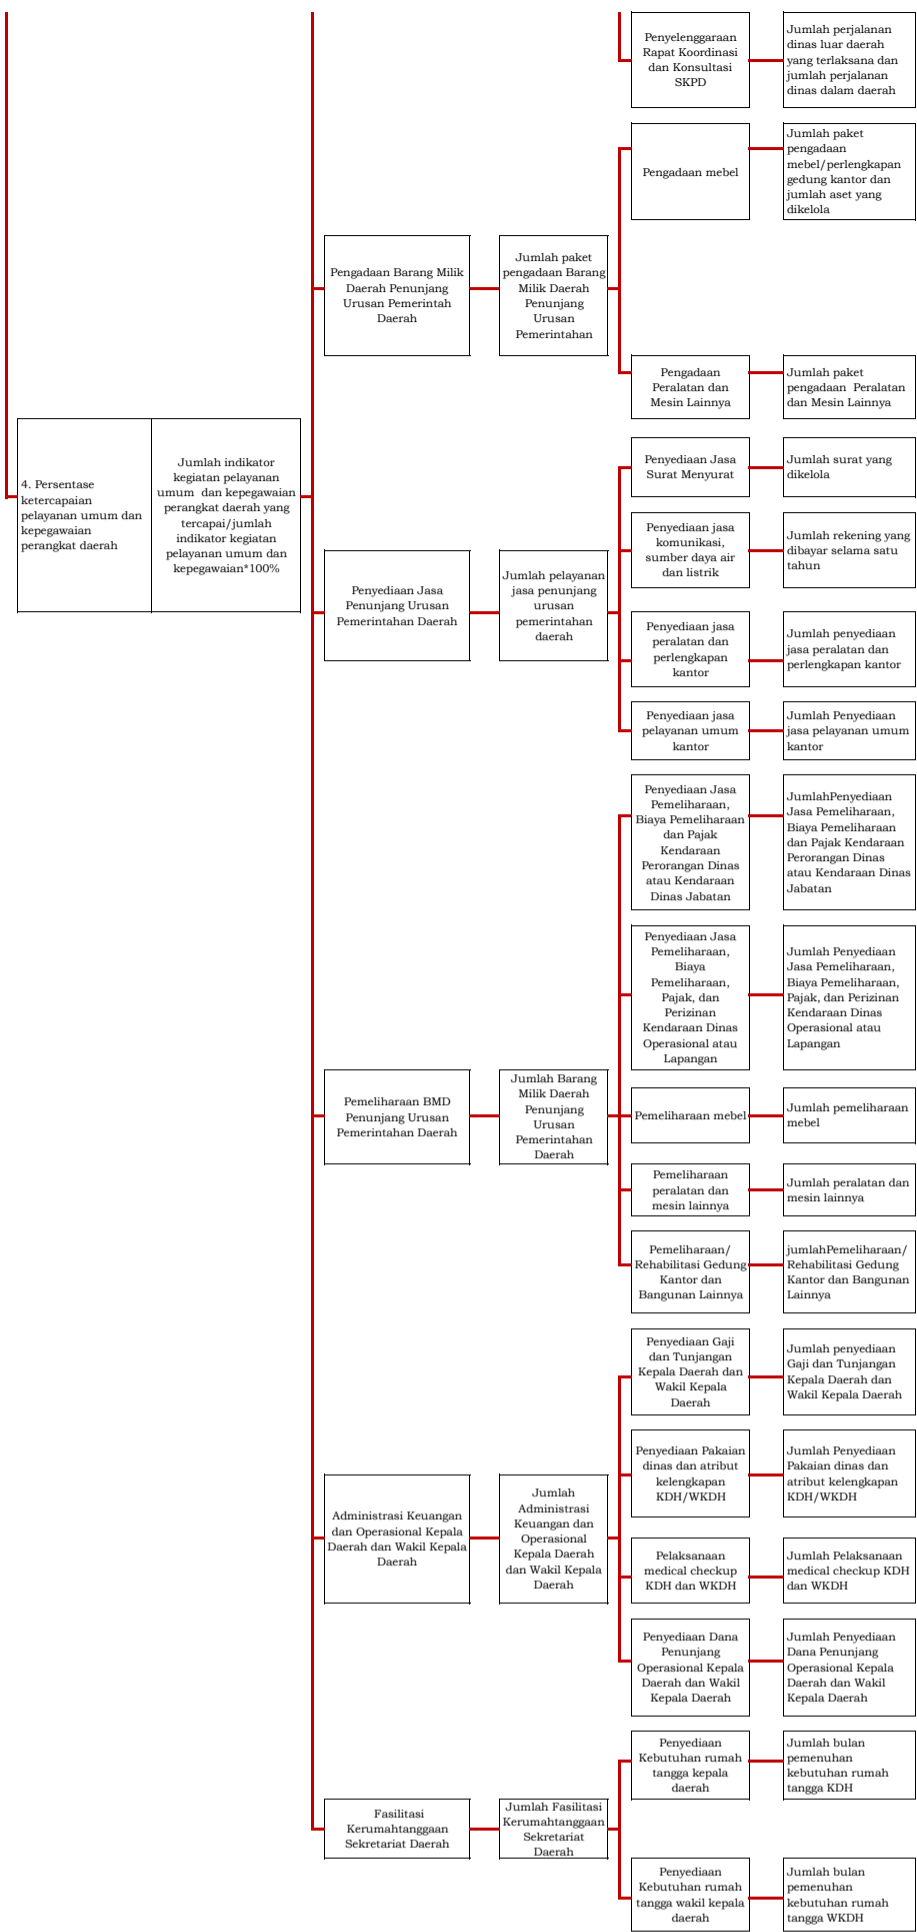 Penyelenggaraan
Rapat Koordinasi
dan Konsultasi
SKPD
Jumlah perjalanan
dinas luar daerah
yang terlaksana dan
jumlah perjalanan
dinas dalam daerah
Pengadaan mebel
Jumlah paket
pengadaan
mebel/perlengkapan
gedung kantor dan
jumlah aset yang
dikelola
Pengadaan Barang Milik
Daerah Penunjang
Urusan Pemerintah
Daerah
Jumlah paket
pengadaan Barang
Milik Daerah
Penunjang
Urusan
Pemerintahan
Pengadaan
Peralatan dan
Mesin Lainnya
Jumlah paket
pengadaan  Peralatan
dan Mesin Lainnya
4. Persentase
ketercapaian
pelayanan umum dan
kepegawaian
perangkat daerah
Jumlah indikator
kegiatan pelayanan
umum  dan kepegawaian
perangkat daerah yang
tercapai/jumlah
indikator kegiatan
pelayanan umum dan
kepegawaian*100%
Penyediaan Jasa
Surat Menyurat
Jumlah surat yang
dikelola
Penyediaan jasa
komunikasi,
sumber daya air
dan listrik
Jumlah rekening yang
dibayar selama satu
tahun
Penyediaan Jasa
Penunjang Urusan
Pemerintahan Daerah
Jumlah pelayanan
jasa penunjang
urusan
pemerintahan
daerah
Penyediaan jasa
peralatan dan
perlengkapan
kantor
Jumlah penyediaan
jasa peralatan dan
perlengkapan kantor
Penyediaan jasa
pelayanan umum
kantor
Jumlah Penyediaan
jasa pelayanan umum
kantor
Penyediaan Jasa
Pemeliharaan,
Biaya Pemeliharaan
dan Pajak
Kendaraan
Perorangan Dinas
atau Kendaraan
Dinas Jabatan
JumlahPenyediaan
Jasa Pemeliharaan,
Biaya Pemeliharaan
dan Pajak Kendaraan
Perorangan Dinas
atau Kendaraan Dinas
Jabatan
Penyediaan Jasa
Pemeliharaan,
Biaya
Pemeliharaan,
Pajak, dan
Perizinan
Kendaraan Dinas
Operasional atau
Lapangan
Jumlah Penyediaan
Jasa Pemeliharaan,
Biaya Pemeliharaan,
Pajak, dan Perizinan
Kendaraan Dinas
Operasional atau
Lapangan
Pemeliharaan BMD
Penunjang Urusan
Pemerintahan Daerah
Jumlah Barang
Milik Daerah
Penunjang
Urusan
Pemerintahan
Daerah
Pemeliharaan mebel
Jumlah pemeliharaan
mebel
Pemeliharaan
peralatan dan
mesin lainnya
Jumlah peralatan dan
mesin lainnya
Pemeliharaan/
Rehabilitasi Gedung
Kantor dan
Bangunan Lainnya
jumlahPemeliharaan/
Rehabilitasi Gedung
Kantor dan Bangunan
Lainnya
Penyediaan Gaji
dan Tunjangan
Kepala Daerah dan
Wakil Kepala
Daerah
Jumlah penyediaan
Gaji dan Tunjangan
Kepala Daerah dan
Wakil Kepala Daerah
Penyediaan Pakaian
dinas dan atribut
kelengkapan
KDH/WKDH
Jumlah Penyediaan
Pakaian dinas dan
atribut kelengkapan
KDH/WKDH
Administrasi Keuangan
dan Operasional Kepala
Daerah dan Wakil Kepala
Daerah
Jumlah
Administrasi
Keuangan dan
Operasional
Kepala Daerah
dan Wakil Kepala
Daerah
Pelaksanaan
medical checkup
KDH dan WKDH
Jumlah Pelaksanaan
medical checkup KDH
dan WKDH
Penyediaan Dana
Penunjang
Operasional Kepala
Daerah dan Wakil
Kepala Daerah
Jumlah Penyediaan
Dana Penunjang
Operasional Kepala
Daerah dan Wakil
Kepala Daerah
Penyediaan
Kebutuhan rumah
tangga kepala
daerah
Jumlah bulan
pemenuhan
kebutuhan rumah
tangga KDH
Fasilitasi
Kerumahtanggaan
Sekretariat Daerah
Jumlah Fasilitasi
Kerumahtanggaan
Sekretariat
Daerah
Penyediaan
Kebutuhan rumah
tangga wakil kepala
daerah
Jumlah bulan
pemenuhan
kebutuhan rumah
tangga WKDH